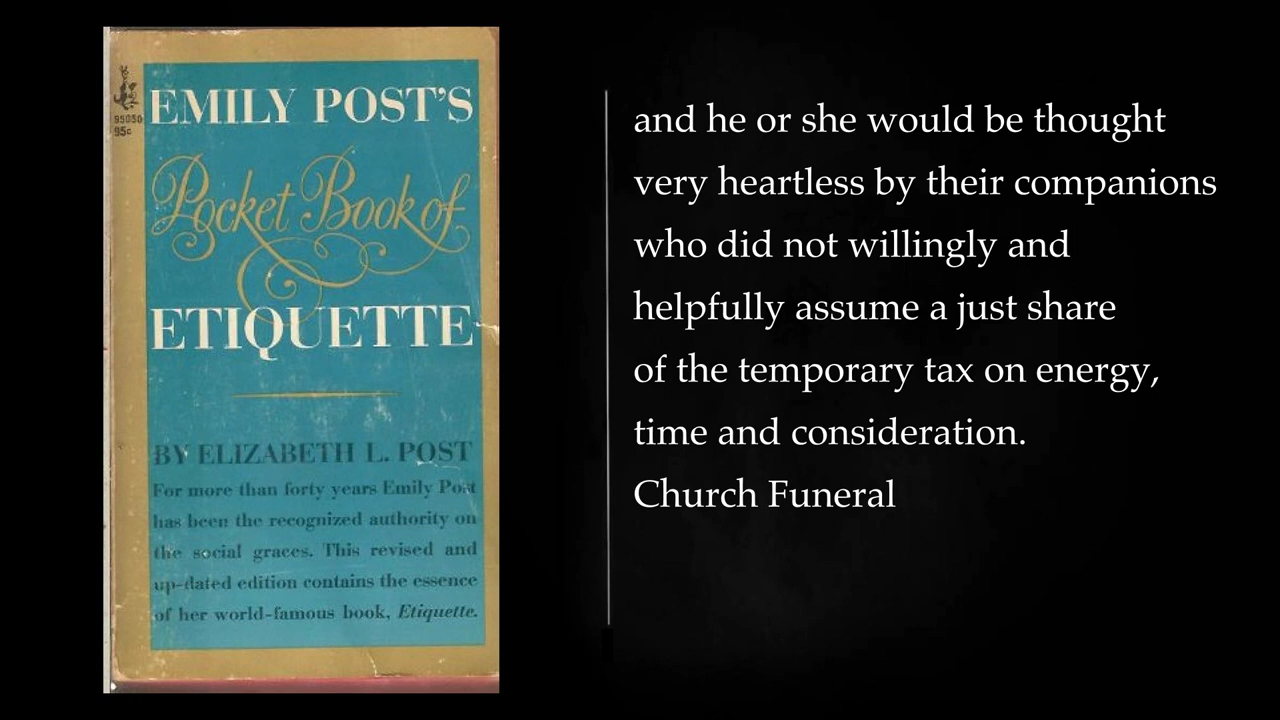 95050
95c
EMILY POST'S
Pocket Book of
ETIQUETTE
BY ELIZABETH L. POST
For more than forty years Emily Post
has been the recognized authority on
the social graces. This revised and
up-dated edition contains the essence
of her world-famous book, Etiquette.
and he or she would be thought
very heartless by their companions
who did not willingly and
helpfully assume a just share
of the temporary tax on energy,
time and consideration.
Church Funeral